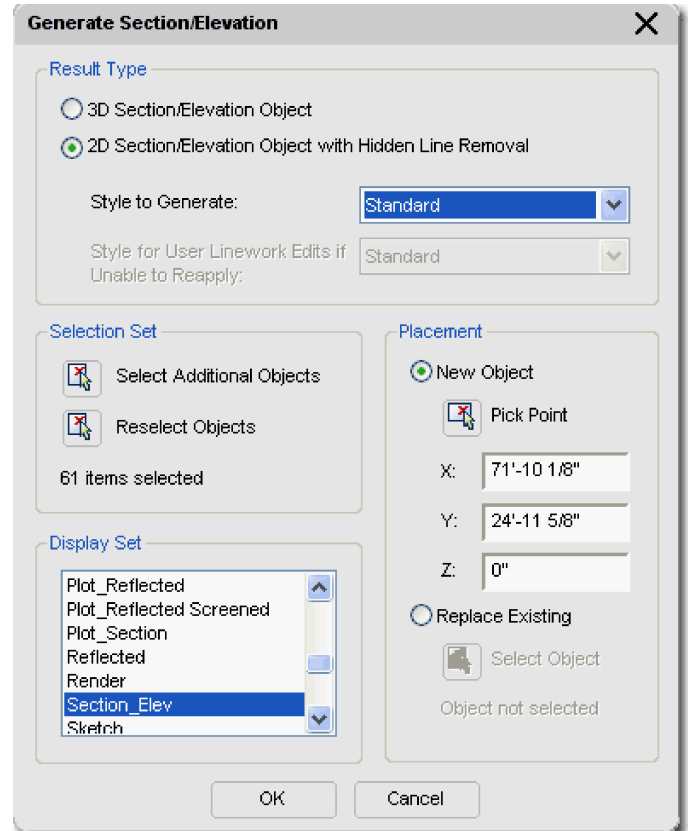 Generate Section/Elevation
Result Type
3D Section/Elevation Object
2D Section/Elevation Object with Hidden Line Removal
Style to Generate:
Standard
Style for User Linework Edits if
Unable to Reapply:
Standard
Selection Set
Select Additional Objects
Reselect Objects
61 items selected
Display Set
Plot_Reflected
Plot_Reflected Screened
Plot_Section
Reflected
Render
Section_Elev
Sketch
Placement
New Object
Pick Point
X: 71'-10 1/8"
Y: 24'-11 5/8"
Z: 0"
Replace Existing
Select Object
Object not selected
OK
Cancel